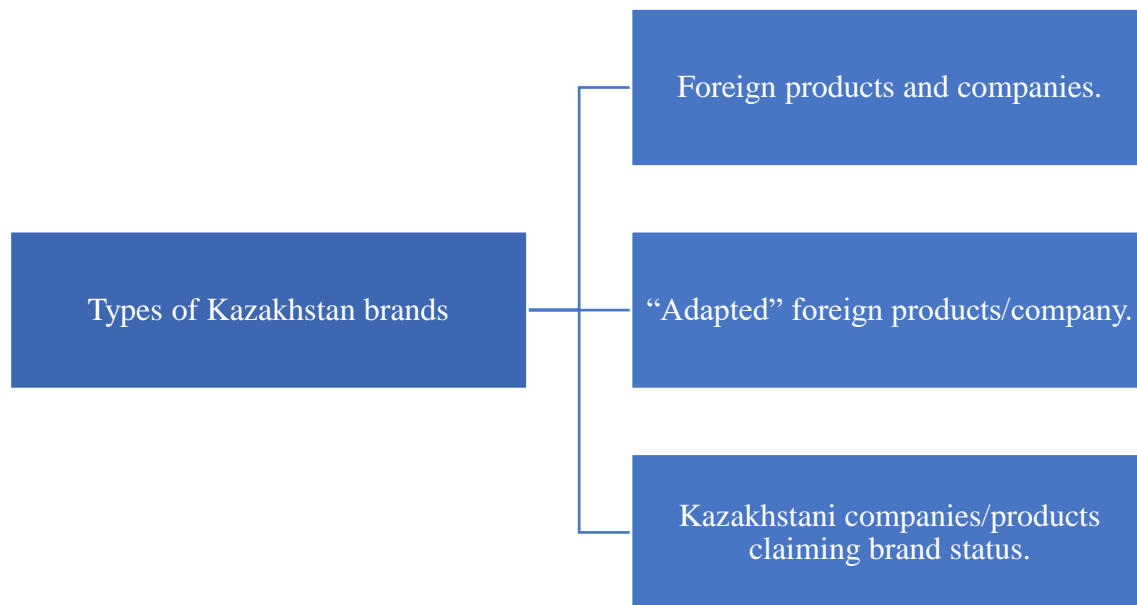 Foreign products and companies.
Types of Kazakhstan brands
“Adapted” foreign products/company.
Kazakhstani companies/products
claiming brand status.